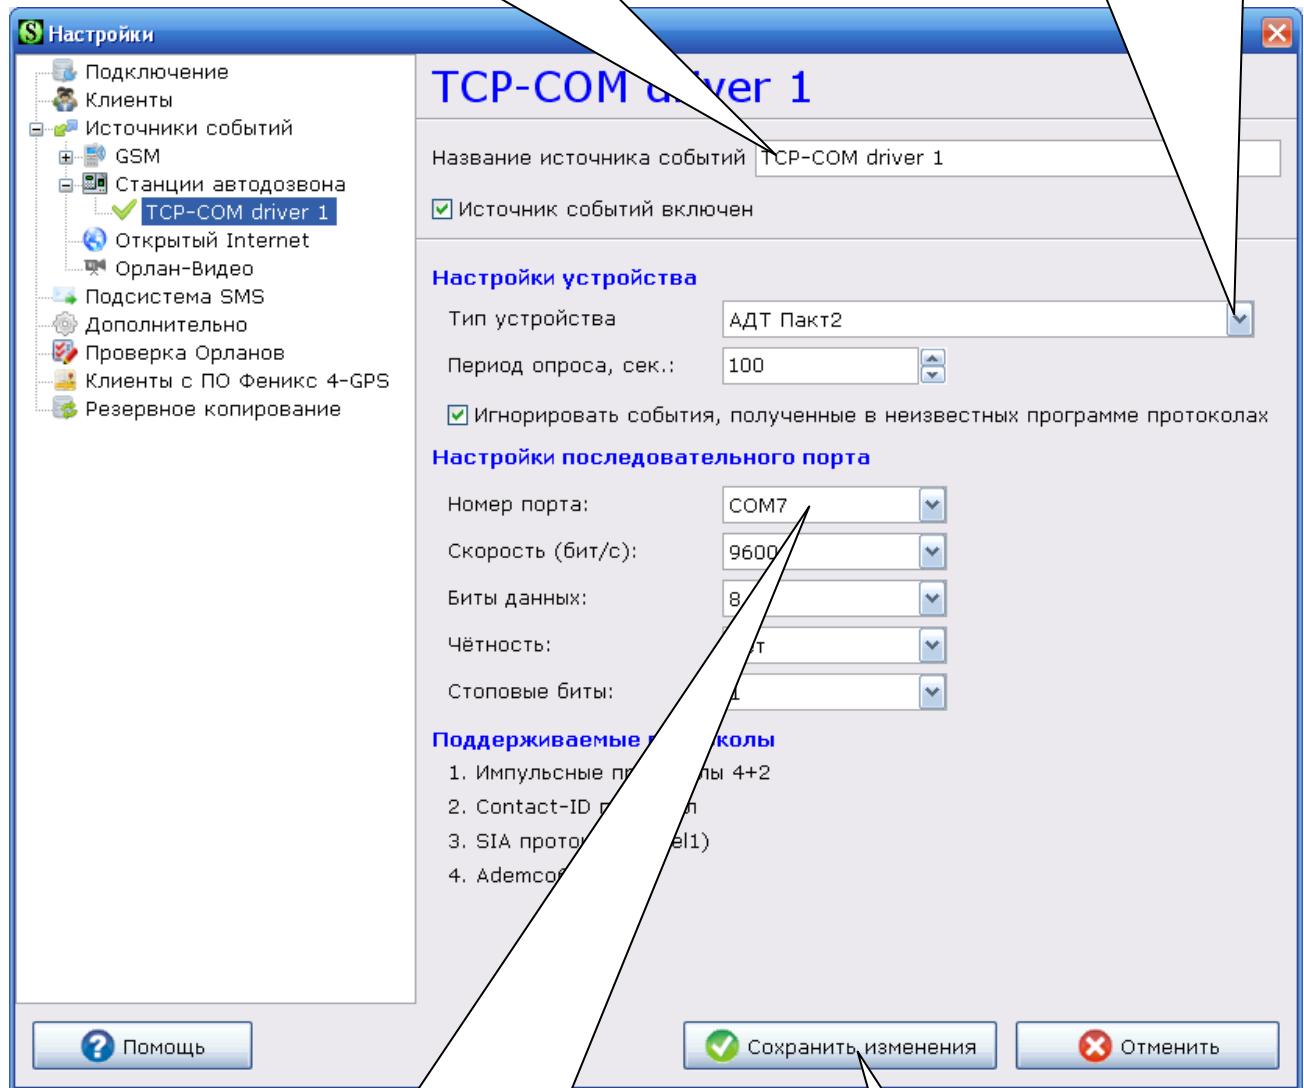 Настройки
Подключение
Клиенты
Источники событий
GSM
Станции автодозвона
TCP-COM driver 1
Открытый Internet
Орлан-Видео
Подсистема SMS
Дополнительно
Проверка Орланов
Клиенты с ПО Феникс 4-GPS
Резервное копирование
TCP-COM driver 1
Название источника событий TCP-COM driver 1
Источник событий включен
Настройки устройства
Тип устройства АДТ Пакт2
Период опроса, сек.: 100
Игнорировать события, полученные в неизвестных программе протоколах
Настройки последовательного порта
Номер порта: COM7
Скорость (бит/с): 9600
Биты данных: 8
Чётность:
Стоповые биты: 1
Поддерживаемые
1. Импульсные 4+2
2. Contact-ID
3. SIA
4.
Помощь
Сохранить изменения
Отменить